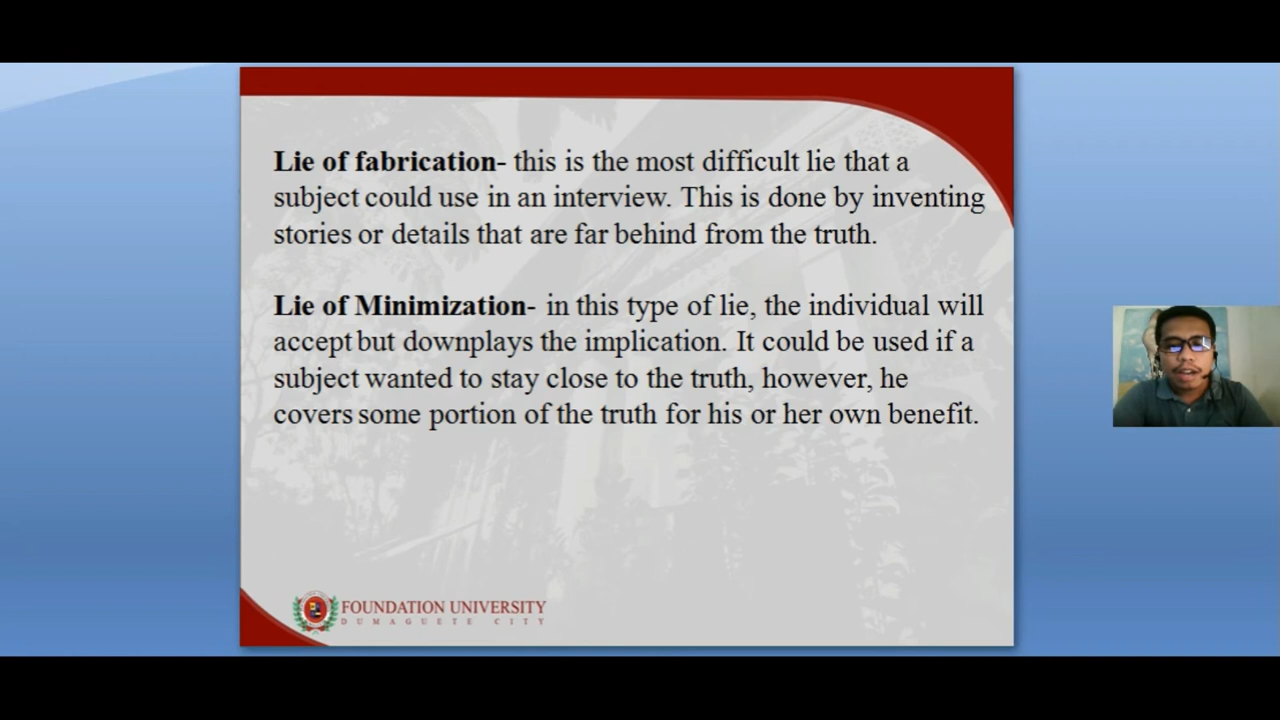 Lie of fabrication- this is the most difficult lie that a
subject could use in an interview. This is done by inventing
stories or details that are far behind from the truth.
Lie of Minimization- in this type of lie, the individual will
accept but downplays the implication. It could be used if a
subject wanted to stay close to the truth, however, he
covers some portion of the truth for his or her own benefit.
FOUNDATION UNIVERSITY
DUMAGUETE CITY